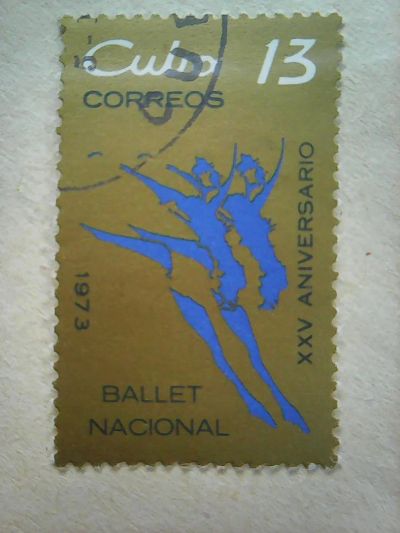 Cuba 13
CORREOS
XXV ANIVERSARIO
1973
BALLET
NACIONAL